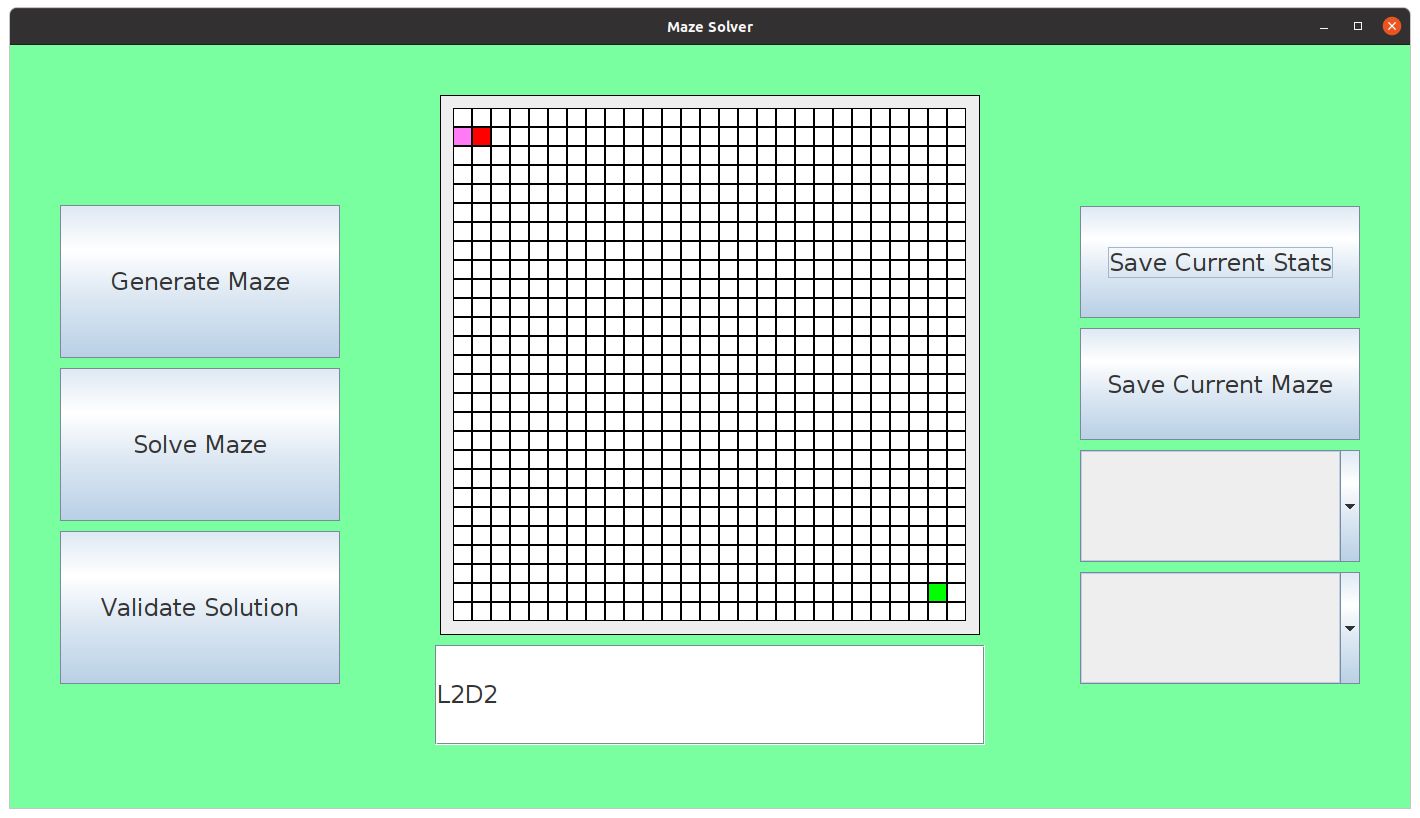 Maze Solver
Generate Maze
Solve Maze
Validate Solution
L2D2
Save Current Stats
Save Current Maze